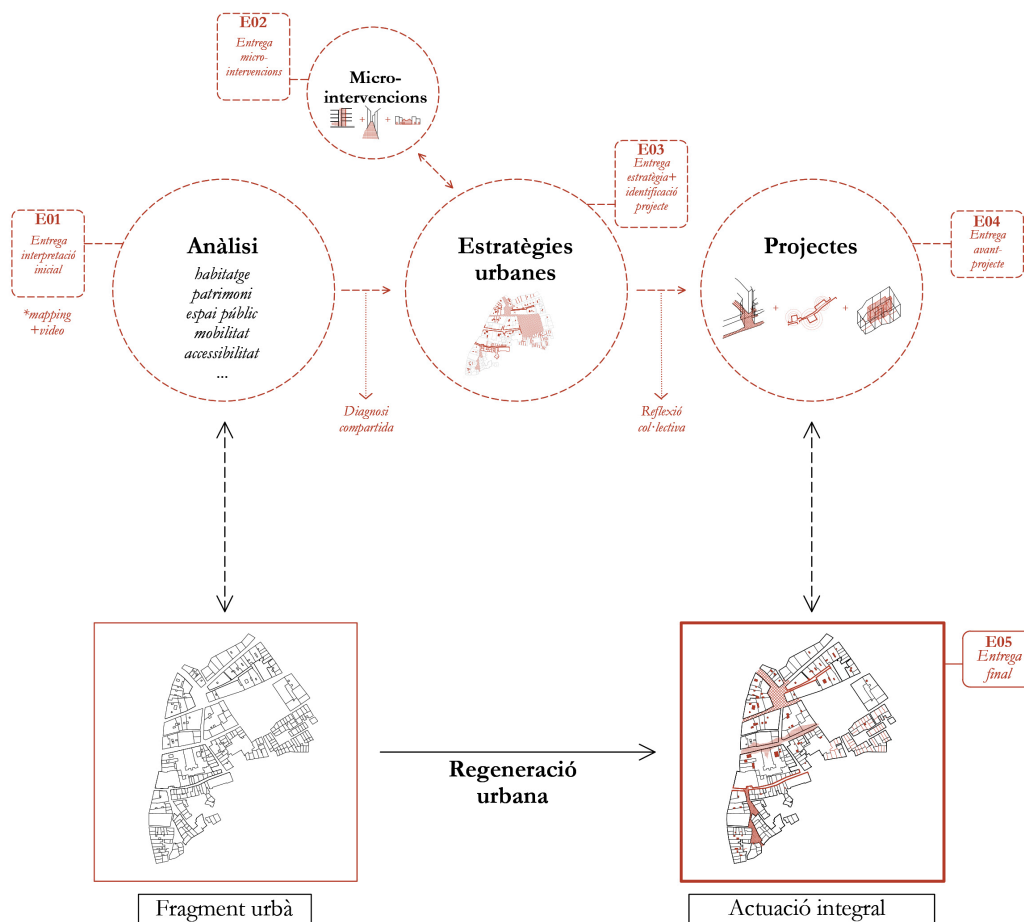 E02
Entrega
micro-
intervencions
Micro-
intervencions
+
+
E03
Entrega
estratègia+
identificació
projecte
E01
Entrega
interpretació
inicial
*mapping
+video
Anàlisi
habitatge
patrimoni
espai públic
mobilitat
accessibilitat
...
Estratègies
urbanes
Projectes
+
+
E04
Entrega
avant-
projecte
Diagnosi
compartida
Reflexió
col·lectiva
E05
Entrega
final
Regeneració
urbana
Fragment urbà
Actuació integral